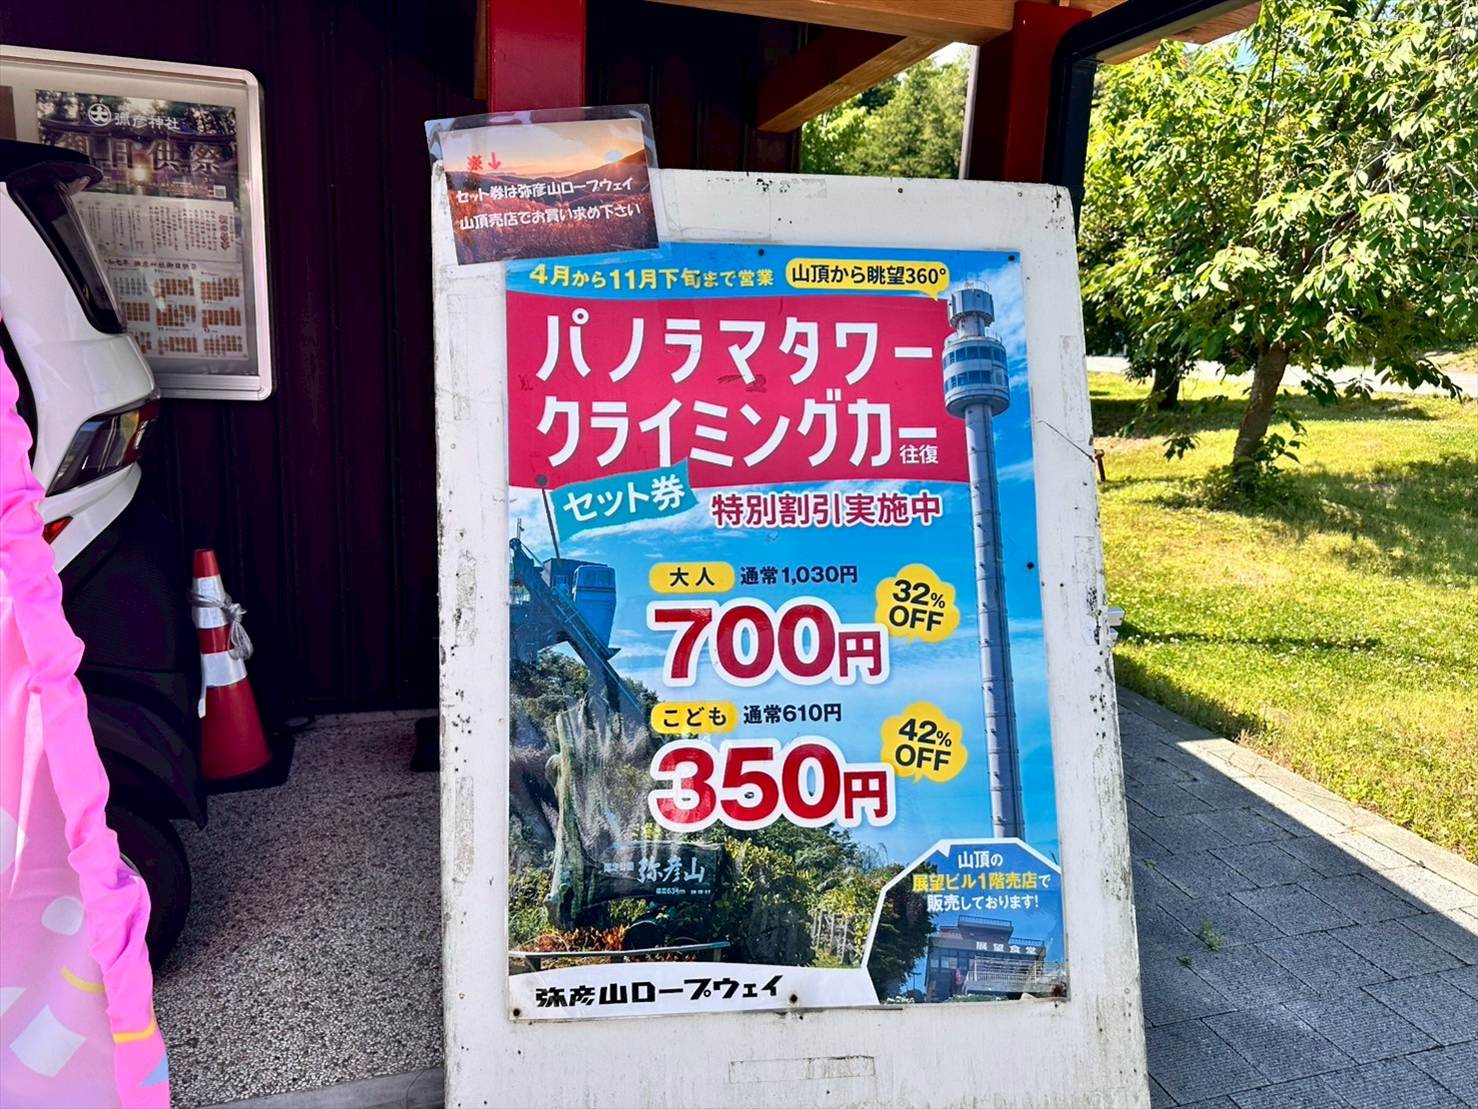 弥彦神社
御日供祭
※↓
セット券は弥彦山ロープウェイ
山頂売店でお買い求め下さい
4月から11月下旬まで営業
山頂から眺望360°
パノラマタワー
クライミングカー往復
セット券
特別割引実施中
大人 通常1,030円
700円
32%
OFF
こども 通常610円
350円
42%
OFF
弥彦山
山頂の
展望ビル1階売店で
販売しております!
展望食堂
弥彦山ロープウェイ